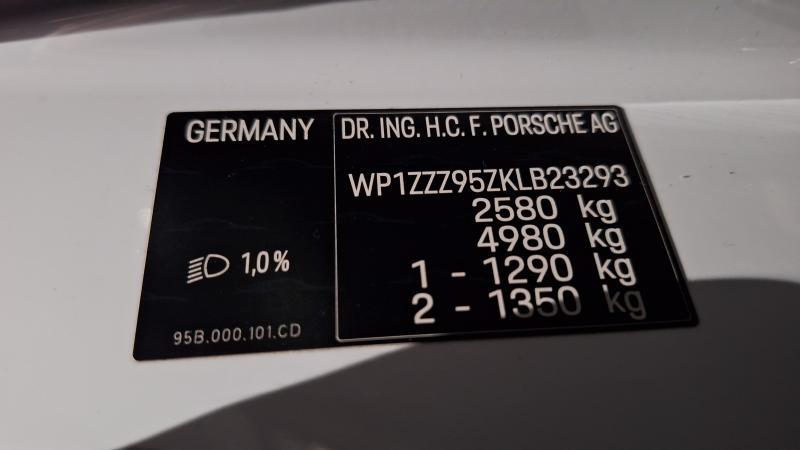 GERMANY
DR. ING. H.C. F. PORSCHE AG
WP1ZZZ95ZKLB23293
2580 kg
4980 kg
1 - 1290 kg
2 - 1350 kg
1,0%
95B.000.101.CD